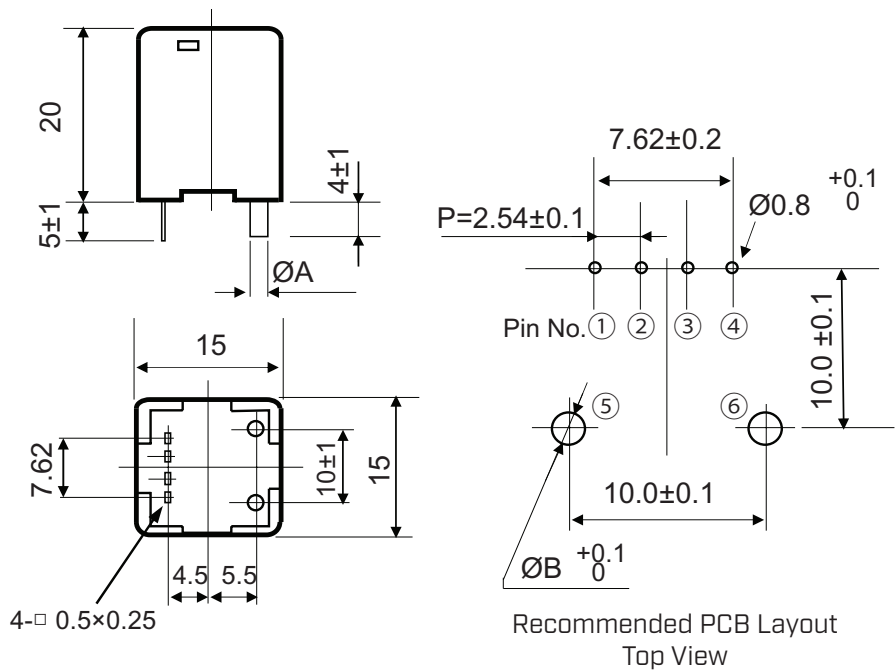 20
5±1
4±1
ØA
7.62±0.2
P=2.54±0.1
Ø0.8 +0.1
0
Pin No. ① ② ③ ④
10.0 ±0.1
⑤ ⑥
10.0±0.1
ØB +0.1
0
15
7.62
10±1
15
4.5 5.5
4-□ 0.5×0.25
Recommended PCB Layout
Top View